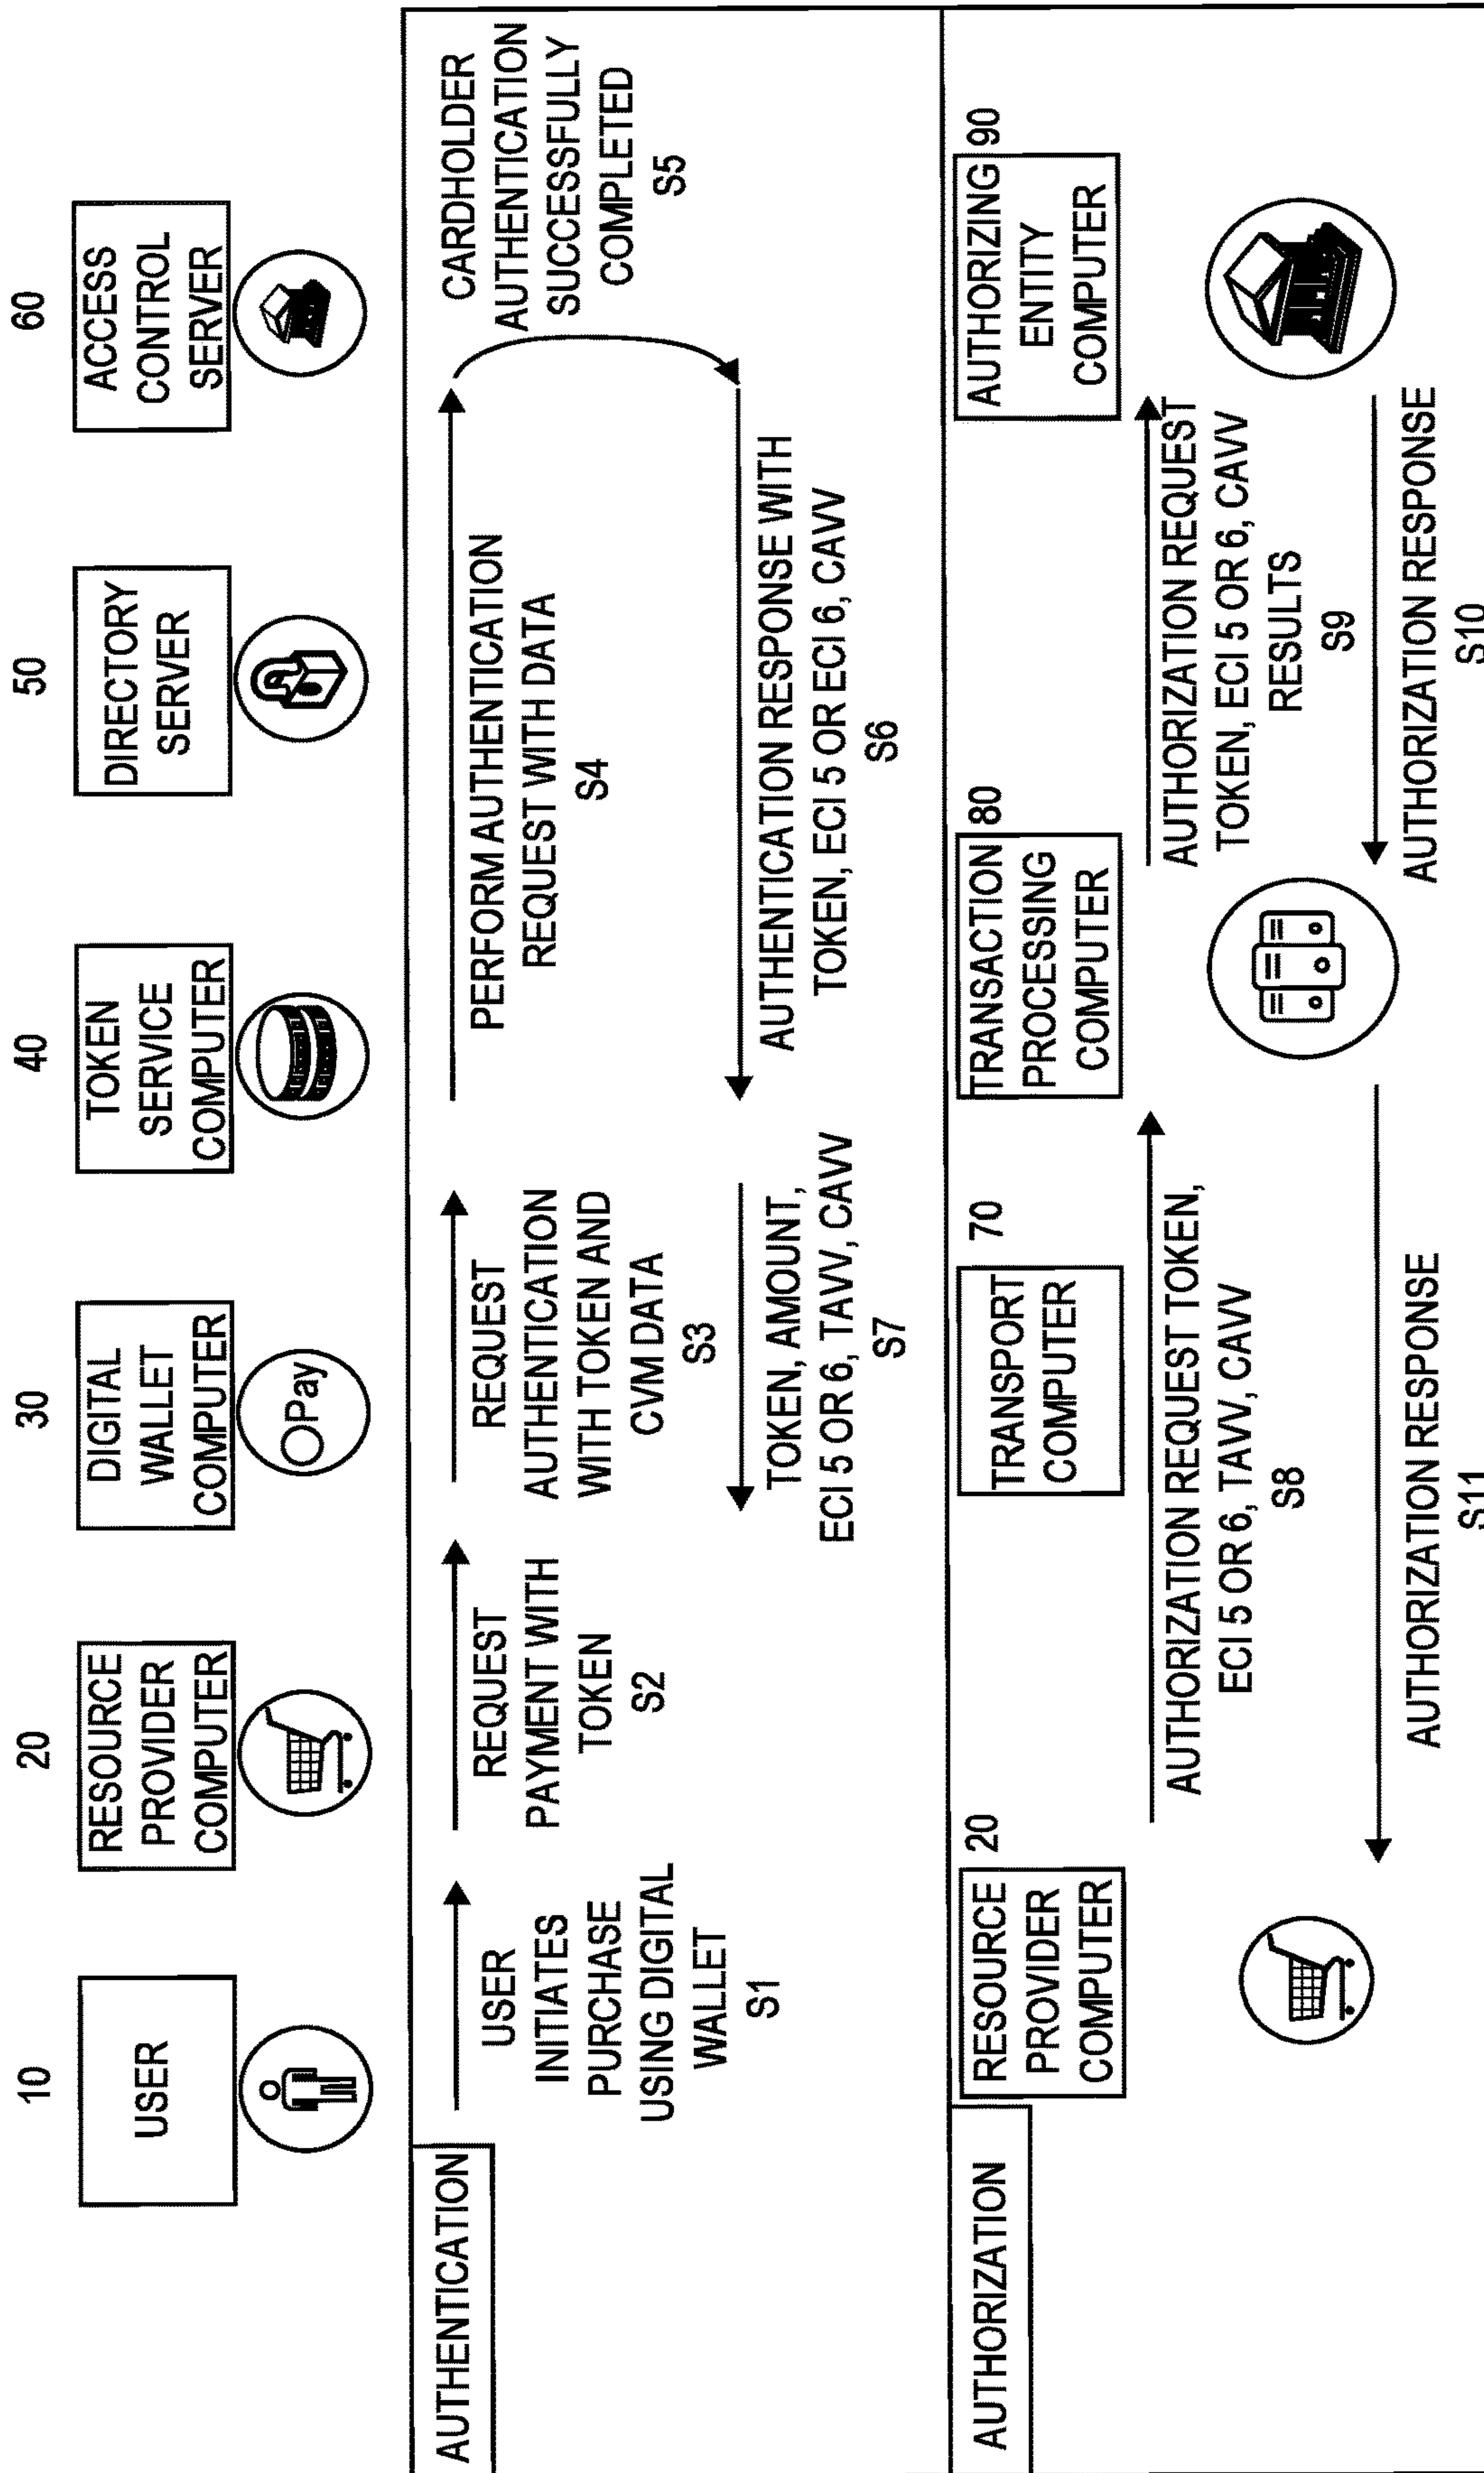 10
USER
20
RESOURCE
PROVIDER
COMPUTER
30
DIGITAL
WALLET
COMPUTER
OPay
40
TOKEN
SERVICE
COMPUTER
50
DIRECTORY
SERVER
60
ACCESS
CONTROL
SERVER
AUTHENTICATION
USER
INITIATES
PURCHASE
USING DIGITAL
WALLET
S1
REQUEST
PAYMENT WITH
TOKEN
S2
REQUEST
AUTHENTICATION
WITH TOKEN AND
CVM DATA
S3
PERFORM AUTHENTICATION
REQUEST WITH DATA
S4
CARDHOLDER
AUTHENTICATION
SUCCESSFULLY
COMPLETED
S5
AUTHENTICATION RESPONSE WITH
TOKEN, ECI 5 OR ECI 6, CAVV
S6
TOKEN, AMOUNT,
ECI 5 OR 6, TAVV, CAVV
S7
AUTHORIZATION
RESOURCE
PROVIDER
COMPUTER
20
TRANSPORT
COMPUTER
70
TRANSACTION
PROCESSING
COMPUTER
80
AUTHORIZING
ENTITY
COMPUTER
90
AUTHORIZATION REQUEST TOKEN,
ECI 5 OR 6, TAVV, CAVV
S8
AUTHORIZATION REQUEST
TOKEN, ECI 5 OR 6, CAVV
RESULTS
S9
AUTHORIZATION RESPONSE
S10
AUTHORIZATION RESPONSE
S11